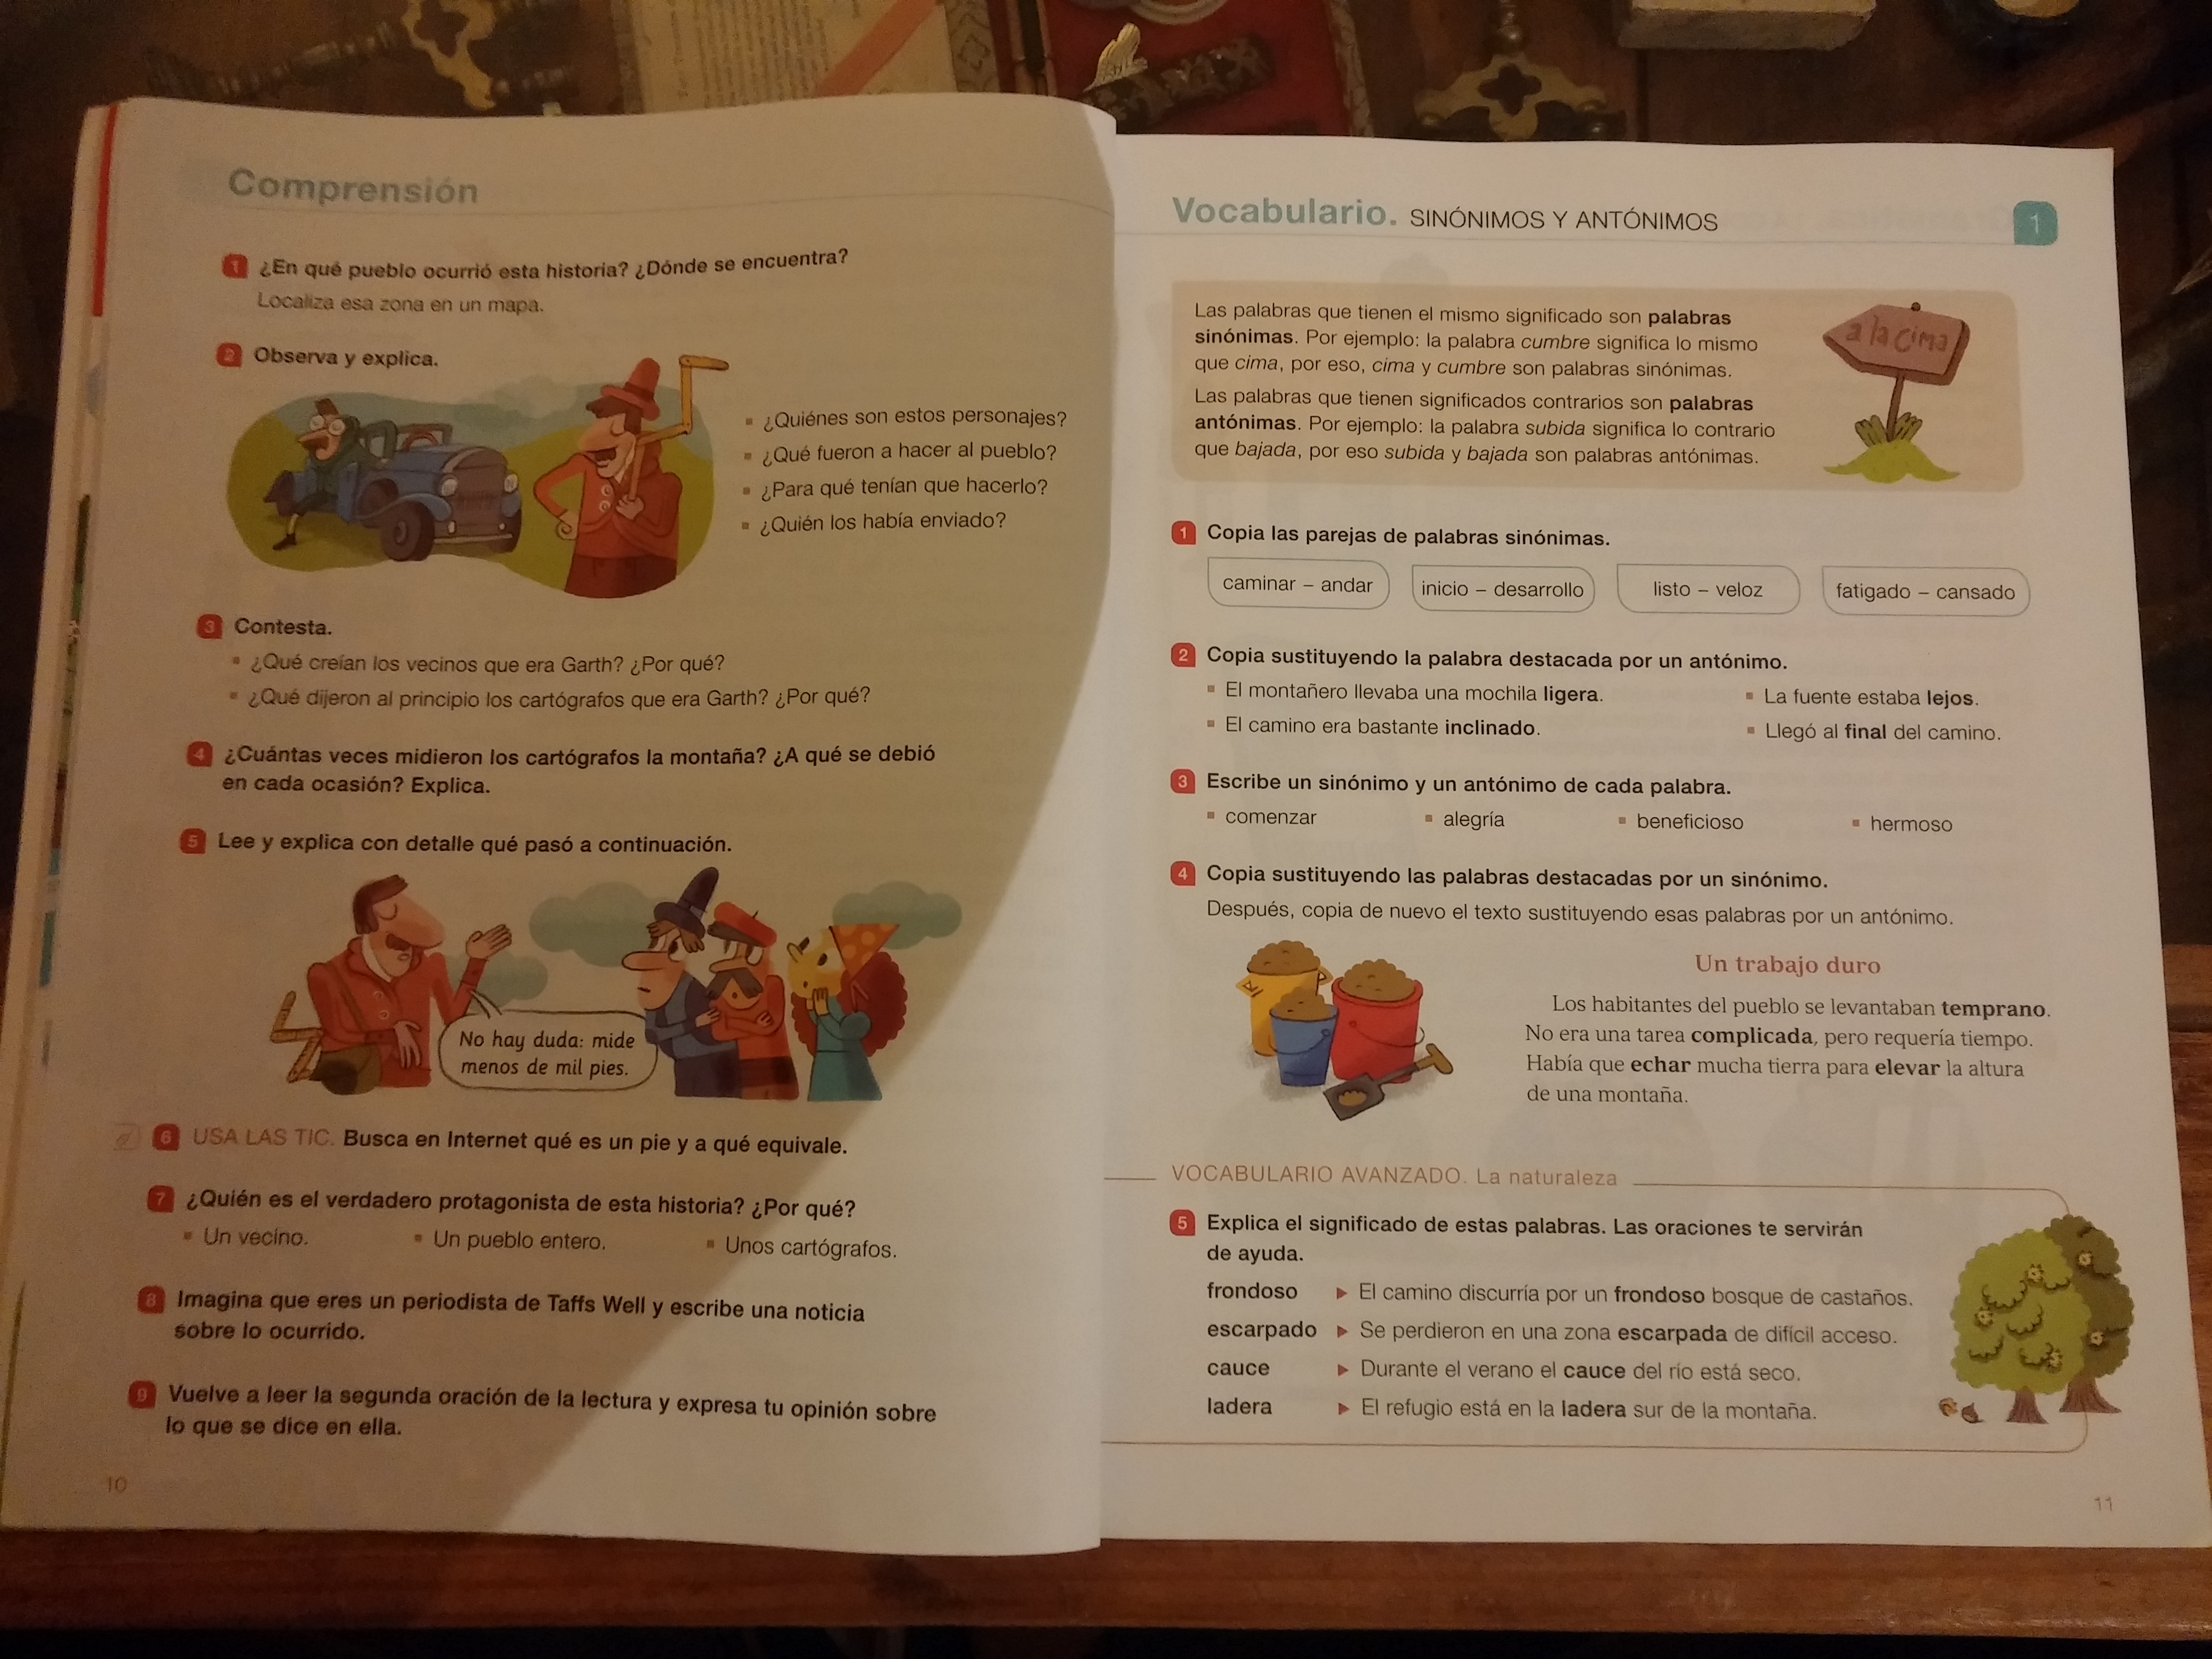 Comprensión
1 ¿En qué pueblo ocurrió esta historia? ¿Dónde se encuentra?
Localiza esa zona en un mapa.
2 Observa y explica.
▪ ¿Quiénes son estos personajes?
▪ ¿Qué fueron a hacer al pueblo?
▪ ¿Para qué tenían que hacerlo?
▪ ¿Quién los había enviado?
3 Contesta.
▪ ¿Qué creían los vecinos que era Garth? ¿Por qué?
▪ ¿Qué dijeron al principio los cartógrafos que era Garth? ¿Por qué?
4 ¿Cuántas veces midieron los cartógrafos la montaña? ¿A qué se debió
en cada ocasión? Explica.
5 Lee y explica con detalle qué pasó a continuación.
No hay duda: mide
menos de mil pies.
6 USA LAS TIC. Busca en Internet qué es un pie y a qué equivale.
7 ¿Quién es el verdadero protagonista de esta historia? ¿Por qué?
▪ Un vecino. ▪ Un pueblo entero. ▪ Unos cartógrafos.
8 Imagina que eres un periodista de Taffs Well y escribe una noticia
sobre lo ocurrido.
9 Vuelve a leer la segunda oración de la lectura y expresa tu opinión sobre
lo que se dice en ella.
10
Vocabulario. SINÓNIMOS Y ANTÓNIMOS
1
Las palabras que tienen el mismo significado son palabras
sinónimas. Por ejemplo: la palabra cumbre significa lo mismo
que cima, por eso, cima y cumbre son palabras sinónimas.
Las palabras que tienen significados contrarios son palabras
antónimas. Por ejemplo: la palabra subida significa lo contrario
que bajada, por eso subida y bajada son palabras antónimas.
a la cima
1 Copia las parejas de palabras sinónimas.
caminar – andar inicio – desarrollo listo – veloz fatigado – cansado
2 Copia sustituyendo la palabra destacada por un antónimo.
▪ El montañero llevaba una mochila ligera. ▪ La fuente estaba lejos.
▪ El camino era bastante inclinado. ▪ Llegó al final del camino.
3 Escribe un sinónimo y un antónimo de cada palabra.
▪ comenzar ▪ alegría ▪ beneficioso ▪ hermoso
4 Copia sustituyendo las palabras destacadas por un sinónimo.
Después, copia de nuevo el texto sustituyendo esas palabras por un antónimo.
Un trabajo duro
Los habitantes del pueblo se levantaban temprano.
No era una tarea complicada, pero requería tiempo.
Había que echar mucha tierra para elevar la altura
de una montaña.
VOCABULARIO AVANZADO. La naturaleza
5 Explica el significado de estas palabras. Las oraciones te servirán
de ayuda.
frondoso ▶ El camino discurría por un frondoso bosque de castaños.
escarpado ▶ Se perdieron en una zona escarpada de difícil acceso.
cauce ▶ Durante el verano el cauce del río está seco.
ladera ▶ El refugio está en la ladera sur de la montaña.
11